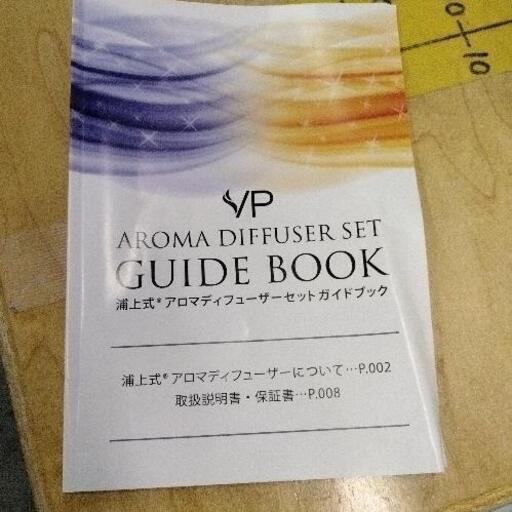 VP
AROMA DIFFUSER SET
GUIDE BOOK
浦上式®アロマディフューザーセット ガイドブック
浦上式®アロマディフューザーについて…P.002
取扱説明書・保証書…P.008
0
10